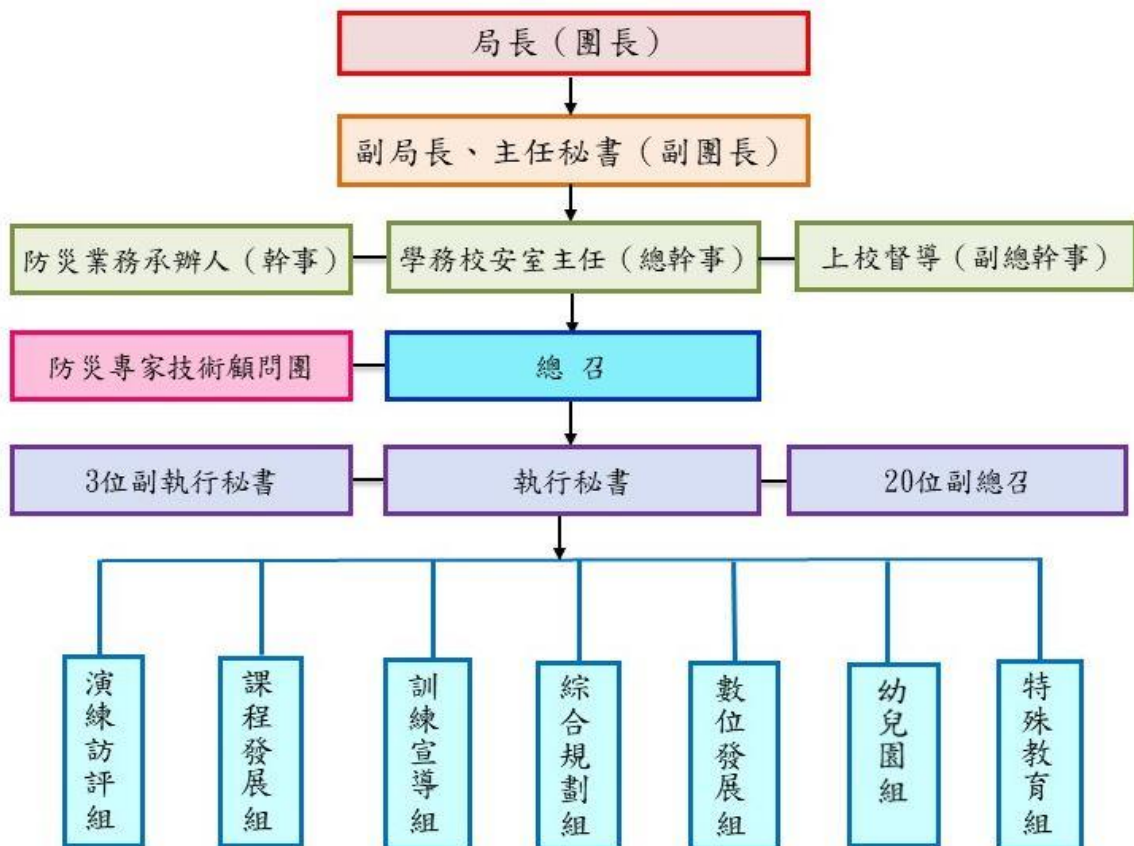 局長（團長）
副局長、主任秘書（副團長）
防災業務承辦人（幹事）
學務校安室主任（總幹事）
上校督導（副總幹事）
防災專家技術顧問團
總 召
3位副執行秘書
執行秘書
20位副總召
演練訪評組
課程發展組
訓練宣導組
綜合規劃組
數位發展組
幼兒園組
特殊教育組